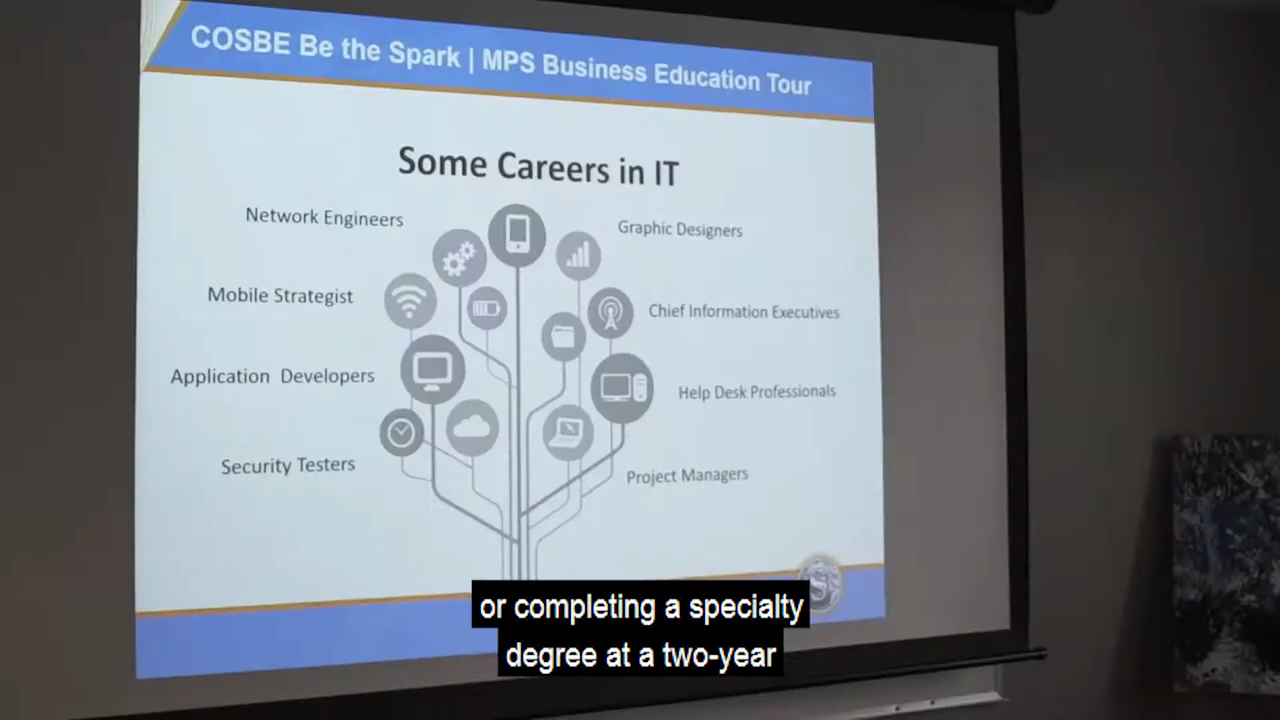 COSBE Be the Spark | MPS Business Education Tour
Some Careers in IT
Network Engineers
Graphic Designers
Mobile Strategist
Chief Information Executives
Application Developers
Help Desk Professionals
Security Testers
Project Managers
or completing a specialty
degree at a two-year